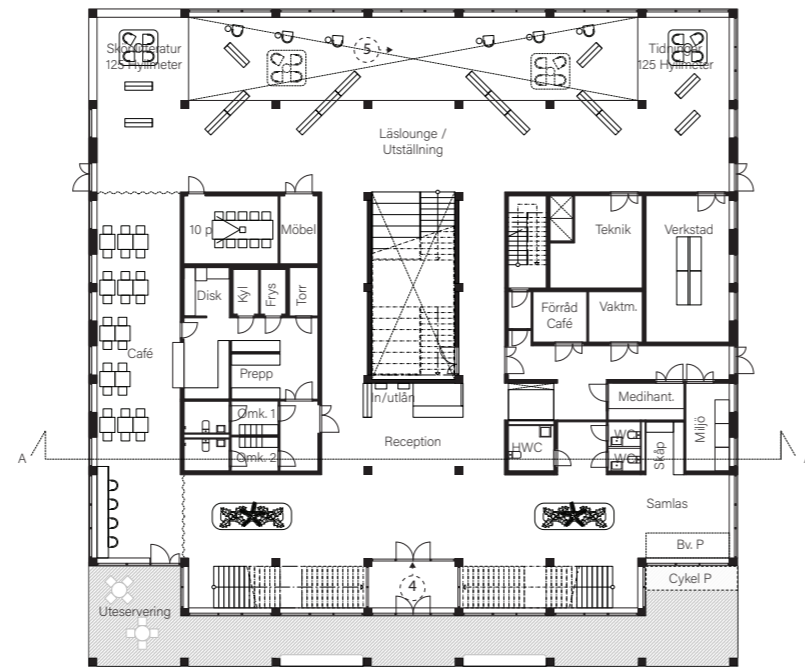 Skönlitteratur
125 Hyllmeter
5
Tidningar
125 Hyllmeter
Läslounge /
Utställning
10 p
Möbel
Teknik
Verkstad
Disk
Kyl
Frys
Torr
Förråd
Café
Vaktm.
Café
Prepp
In/utlån
Medihant.
Omk. 1
Reception
HWC
WC
Miljö
A
Omk. 2
WC
Skåp
Samlas
Bv. P
4
Cykel P
Uteservering